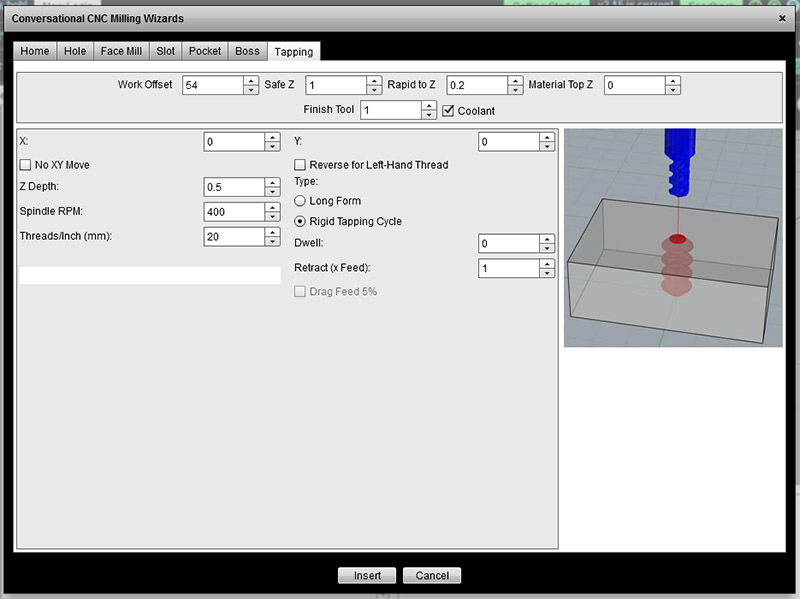 Conversational CNC Milling Wizards
Home Hole Face Mill Slot Pocket Boss Tapping
Work Offset 54 Safe Z 1 Rapid to Z 0.2 Material Top Z 0
Finish Tool 1 Coolant
X: 0 Y: 0
No XY Move Reverse for Left-Hand Thread
Type:
Z Depth: 0.5
Long Form
Spindle RPM: 400
Rigid Tapping Cycle
Threads/Inch (mm): 20
Dwell: 0
Retract (x Feed): 1
Drag Feed 5%
Insert Cancel